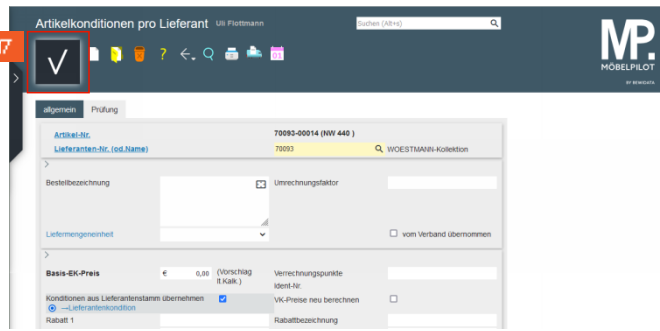 Artikelkonditionen pro Lieferant Uli Flottmann
Suchen (Alt+s)
MP.
MÖBELPILOT
BY BEWIDATA
?
01
allgemein Prüfung
Artikel-Nr. 70093-00014 (NW 440 )
Lieferanten-Nr. (od.Name) 70093 WOESTMANN-Kollektion
Bestellbezeichnung Umrechnungsfaktor
Liefermengeneinheit vom Verband übernommen
Basis-EK-Preis € 0,00 (Vorschlag lt.Kalk.) Verrechnungspunkte
Ident-Nr.
Konditionen aus Lieferantenstamm übernehmen VK-Preise neu berechnen
→Lieferantenkondition
Rabatt 1 Rabattbezeichnung